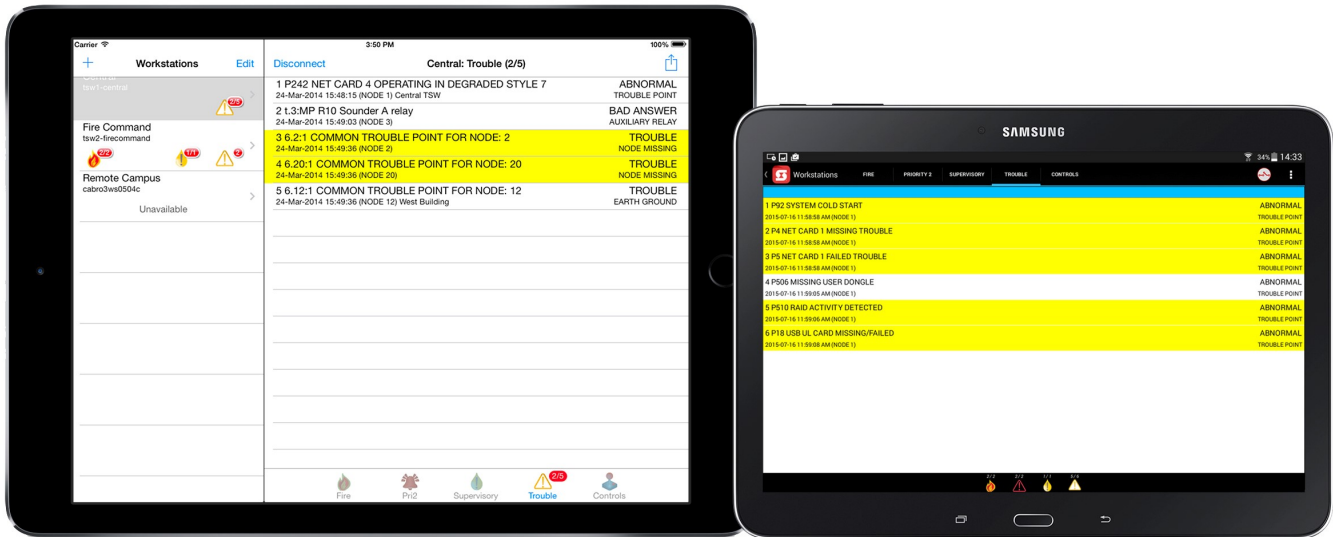 Carrier
3:50 PM
100%
Workstations
Edit
Disconnect
Central: Trouble (2/5)
Central
tsw1-central
2/5
Fire Command
tsw2-firecommand
2/2
1/1
2
Remote Campus
cabro3ws0504c
Unavailable
1 P242 NET CARD 4 OPERATING IN DEGRADED STYLE 7
ABNORMAL
24-Mar-2014 15:48:15 (NODE 1) Central TSW
TROUBLE POINT
2 t.3:MP R10 Sounder A relay
BAD ANSWER
24-Mar-2014 15:49:03 (NODE 3)
AUXILIARY RELAY
3 6.2:1 COMMON TROUBLE POINT FOR NODE: 2
TROUBLE
24-Mar-2014 15:49:36 (NODE 2)
NODE MISSING
4 6.20:1 COMMON TROUBLE POINT FOR NODE: 20
TROUBLE
24-Mar-2014 15:49:36 (NODE 20)
NODE MISSING
5 6.12:1 COMMON TROUBLE POINT FOR NODE: 12
TROUBLE
24-Mar-2014 15:49:36 (NODE 12) West Building
EARTH GROUND
2/5
Fire
Pri2
Supervisory
Trouble
Controls
SAMSUNG
34%
14:33
Workstations
FIRE
PRIORITY 2
SUPERVISORY
TROUBLE
CONTROLS
1 P92 SYSTEM COLD START
ABNORMAL
2015-07-16 11:58:58 AM (NODE 1)
TROUBLE POINT
2 P4 NET CARD 1 MISSING TROUBLE
ABNORMAL
2015-07-16 11:58:58 AM (NODE 1)
TROUBLE POINT
3 P5 NET CARD 1 FAILED TROUBLE
ABNORMAL
2015-07-16 11:58:58 AM (NODE 1)
TROUBLE POINT
4 P506 MISSING USER DONGLE
ABNORMAL
2015-07-16 11:59:05 AM (NODE 1)
TROUBLE POINT
5 P510 RAID ACTIVITY DETECTED
ABNORMAL
2015-07-16 11:59:06 AM (NODE 1)
TROUBLE POINT
6 P18 USB UL CARD MISSING/FAILED
ABNORMAL
2015-07-16 11:59:08 AM (NODE 1)
TROUBLE POINT